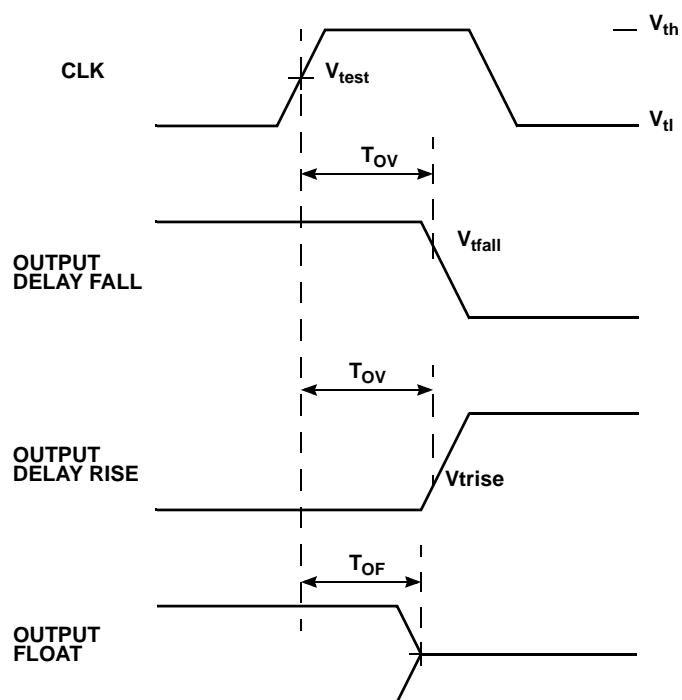 V_th
CLK
V_test
V_tl
T_OV
V_tfall
OUTPUT
DELAY FALL
T_OV
OUTPUT
DELAY RISE
Vtrise
T_OF
OUTPUT
FLOAT